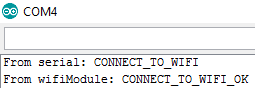 COM4
From serial: CONNECT_TO_WIFI
From wifiModule: CONNECT_TO_WIFI_OK